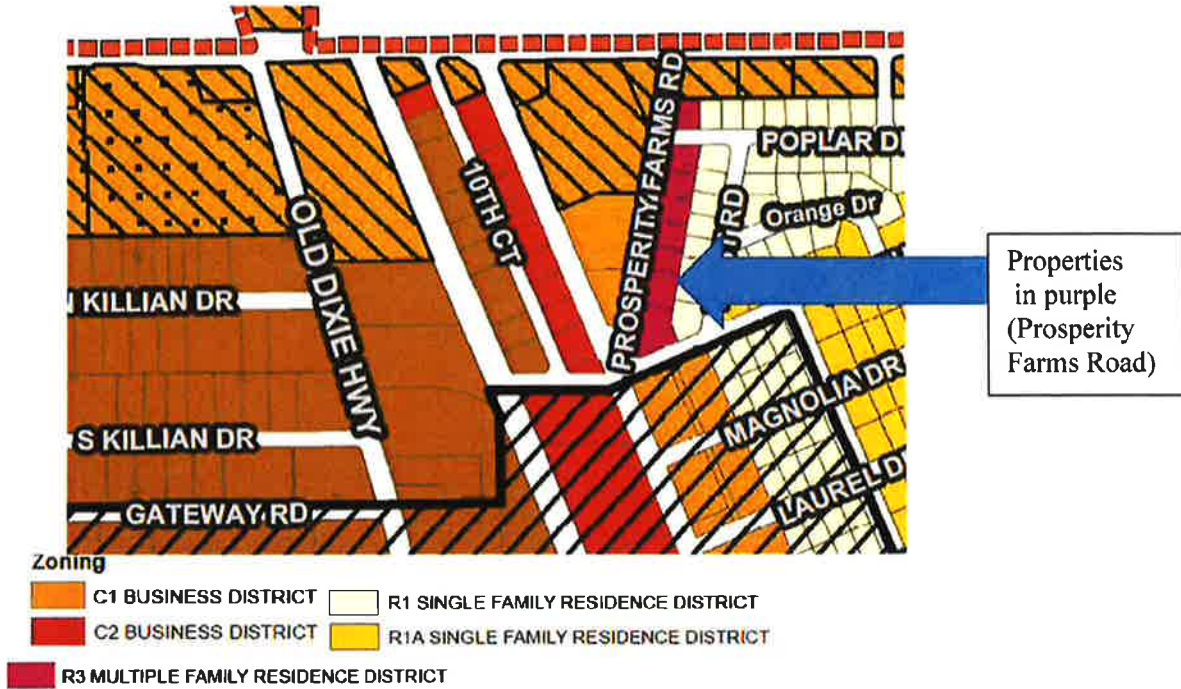 PROSPERITY FARMS RD
POPLAR D
10TH CT
Orange Dr
RD
OLD DIXIE HWY
Properties
in purple
(Prosperity
Farms Road)
KILLIAN DR
MAGNOLIA DR
S KILLIAN DR
LAUREL D
GATEWAY RD
Zoning
C1 BUSINESS DISTRICT
R1 SINGLE FAMILY RESIDENCE DISTRICT
C2 BUSINESS DISTRICT
R1A SINGLE FAMILY RESIDENCE DISTRICT
R3 MULTIPLE FAMILY RESIDENCE DISTRICT